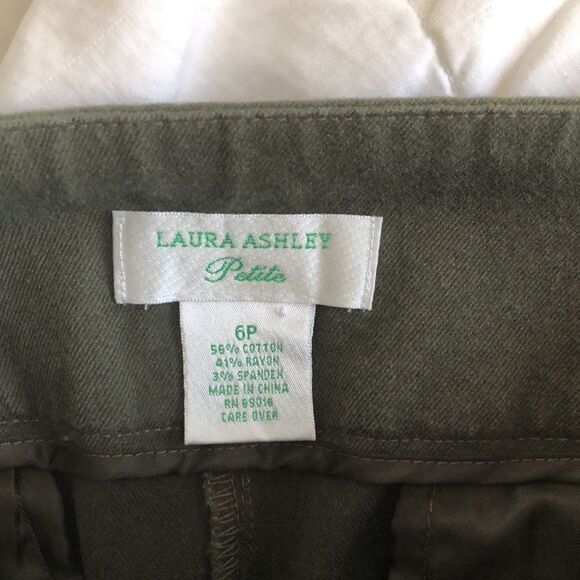 LAURA ASHLEY
Petite
6P
56% COTTON
41% RAYON
3% SPANDEX
MADE IN CHINA
RN 69016
CARE OVER